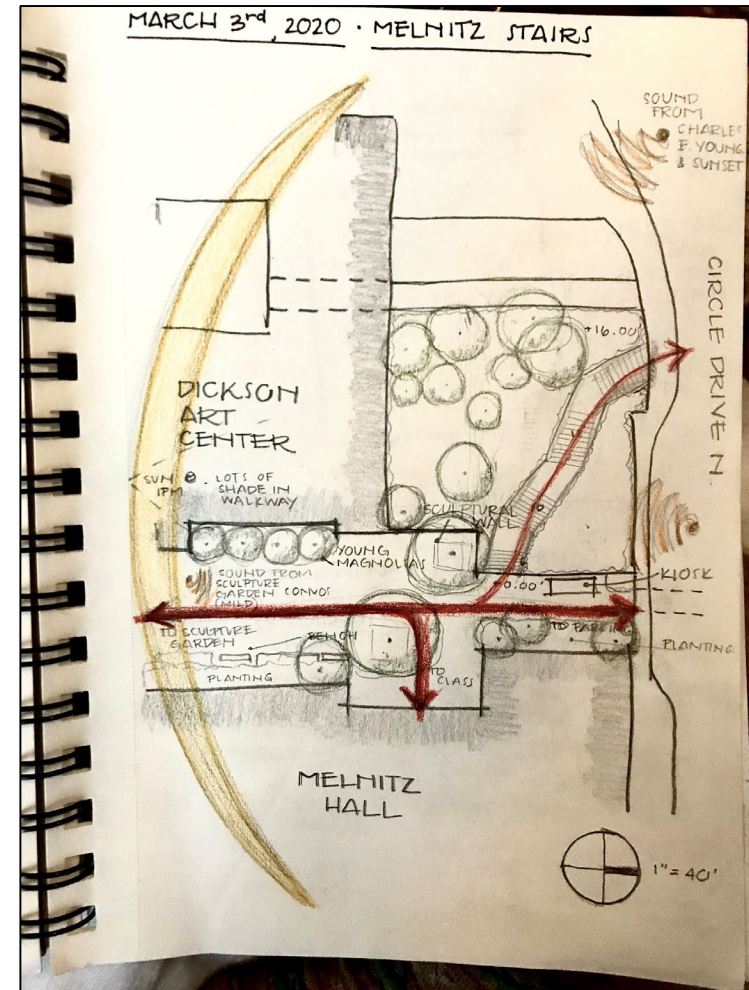 MARCH 3rd, 2020 · MELNITZ STAIRS
SOUND
FROM
CHARLES
E. YOUNG
& SUNSET
CIRCLE DRIVE N.
+16.00'
DICKSON
ART
CENTER
SUN
1PM
· LOTS OF
SHADE IN
WALKWAY
SCULPTURAL
WALL
YOUNG
MAGNOLIAS
SOUND FROM
SCULPTURE
GARDEN CONVOS
(MILD)
0.00'
KIOSK
TO SCULPTURE
GARDEN
BENCH
TO PARKING
PLANTING
PLANTING
TO
CLASS
MELNITZ
HALL
1" = 40'